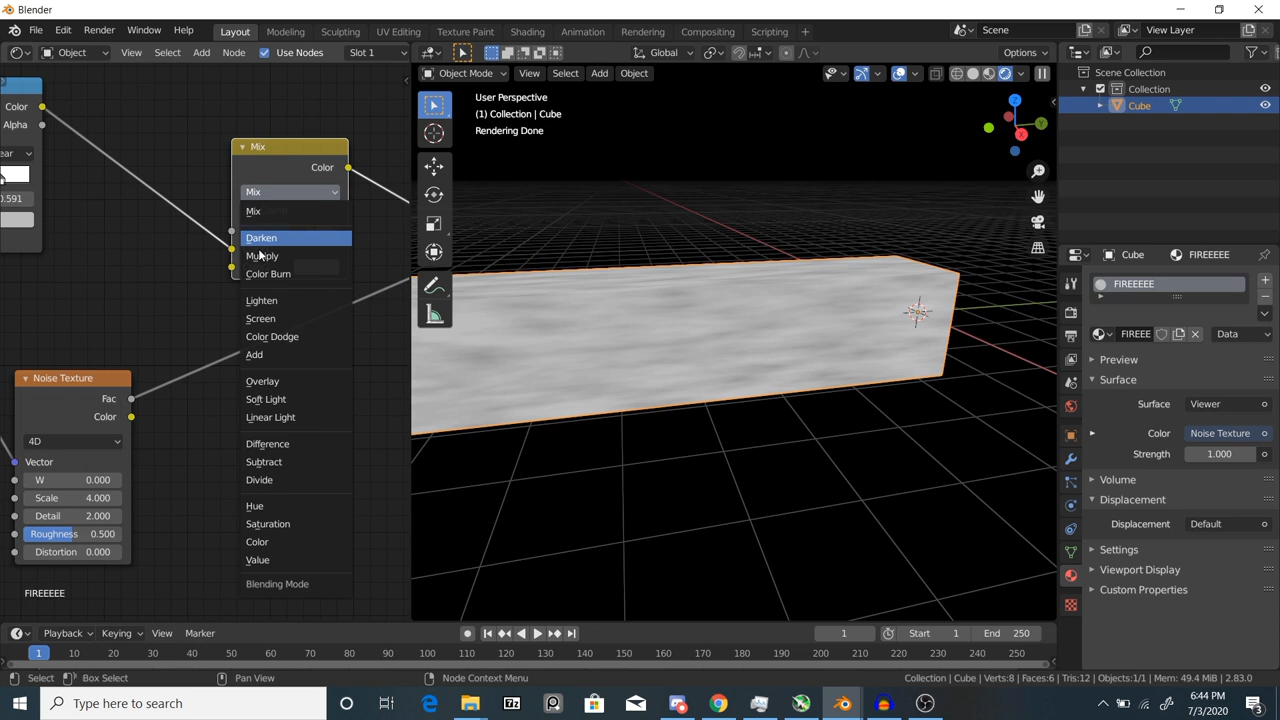 Blender
File Edit Render Window Help Layout Modeling Sculpting UV Editing Texture Paint Shading Animation Rendering Compositing Scripting + Scene View Layer
Object View Select Add Node Use Nodes Slot 1 Global Options
Object Mode View Select Add Object
Scene Collection
Collection
Cube
User Perspective
(1) Collection | Cube
Rendering Done
Color
Alpha
0.591
Mix
Color
Mix
Mix
Darken
Multiply
Color Burn
Lighten
Screen
Color Dodge
Add
Overlay
Soft Light
Linear Light
Difference
Subtract
Divide
Hue
Saturation
Color
Value
Blending Mode
Noise Texture
Fac
Color
4D
Vector
W 0.000
Scale 4.000
Detail 2.000
Roughness 0.500
Distortion 0.000
FIREEEEE
X
Y
Z
Cube FIREEEEE
FIREEEEE
FIREEE Data
Preview
Surface
Surface Viewer
Color Noise Texture
Strength 1.000
Volume
Displacement
Displacement Default
Settings
Viewport Display
Custom Properties
Playback Keying View Marker 1 Start 1 End 250
1 10 20 30 40 50 60 70 80 90 100 110 120 130 140 150 160 170 180 190 200 210 220 230 240 250
Select Box Select Pan View Node Context Menu Collection | Cube | Verts:8 | Faces:6 | Tris:12 | Objects:1/1 | Mem: 49.4 MiB | 2.83.0
Type here to search
6:44 PM
7/3/2020